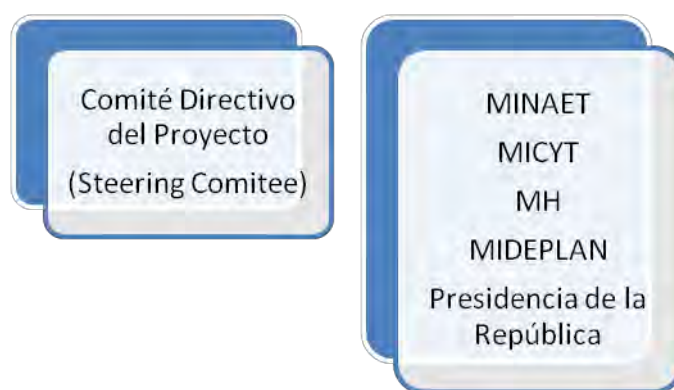 Comité Directivo
del Proyecto
(Steering Comitee)
MINAET
MICYT
MH
MIDEPLAN
Presidencia de la
República